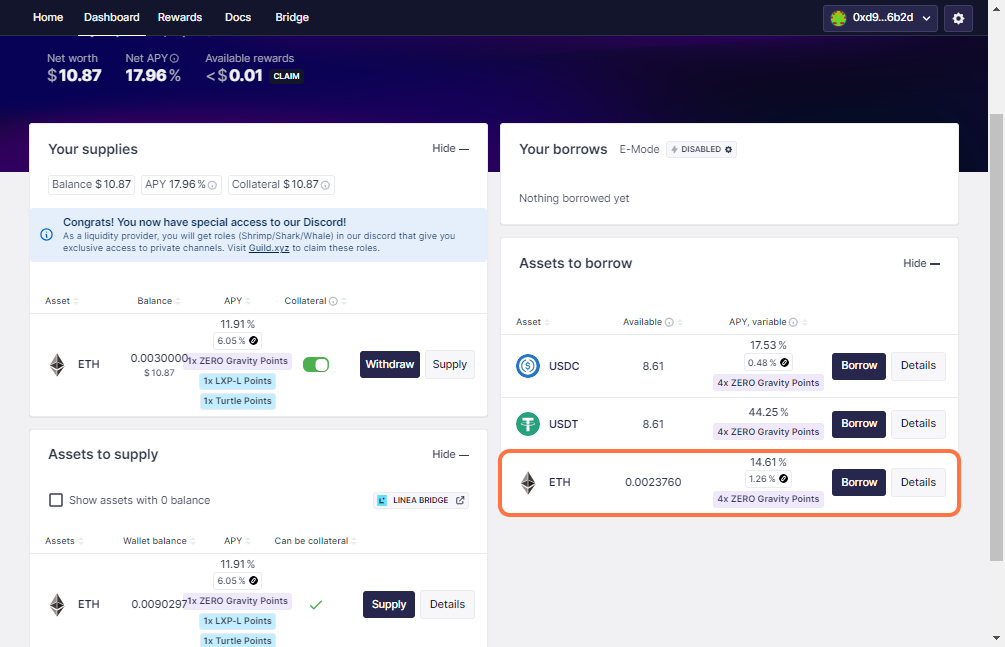 Home Dashboard Rewards Docs Bridge 0xd9...6b2d
Net worth Net APY Available rewards
$10.87 17.96% <$0.01 CLAIM
Your supplies Hide
Balance $10.87 APY 17.96% Collateral $10.87
Congrats! You now have special access to our Discord!
As a liquidity provider, you will get roles (Shrimp/Shark/Whale) in our discord that give you
exclusive access to private channels. Visit Guild.xyz to claim these roles.
Asset Balance APY Collateral
11.91%
6.05%
ETH 0.0030000 1x ZERO Gravity Points Withdraw Supply
$10.87
1x LXP-L Points
1x Turtle Points
Assets to supply Hide
Show assets with 0 balance LINEA BRIDGE
Assets Wallet balance APY Can be collateral
11.91%
6.05%
ETH 0.0090297 1x ZERO Gravity Points Supply Details
1x LXP-L Points
1x Turtle Points
Your borrows E-Mode DISABLED
Nothing borrowed yet
Assets to borrow Hide
Asset Available APY, variable
17.53%
0.48%
USDC 8.61 Borrow Details
4x ZERO Gravity Points
44.25%
USDT 8.61 Borrow Details
4x ZERO Gravity Points
14.61%
1.26%
ETH 0.0023760 Borrow Details
4x ZERO Gravity Points